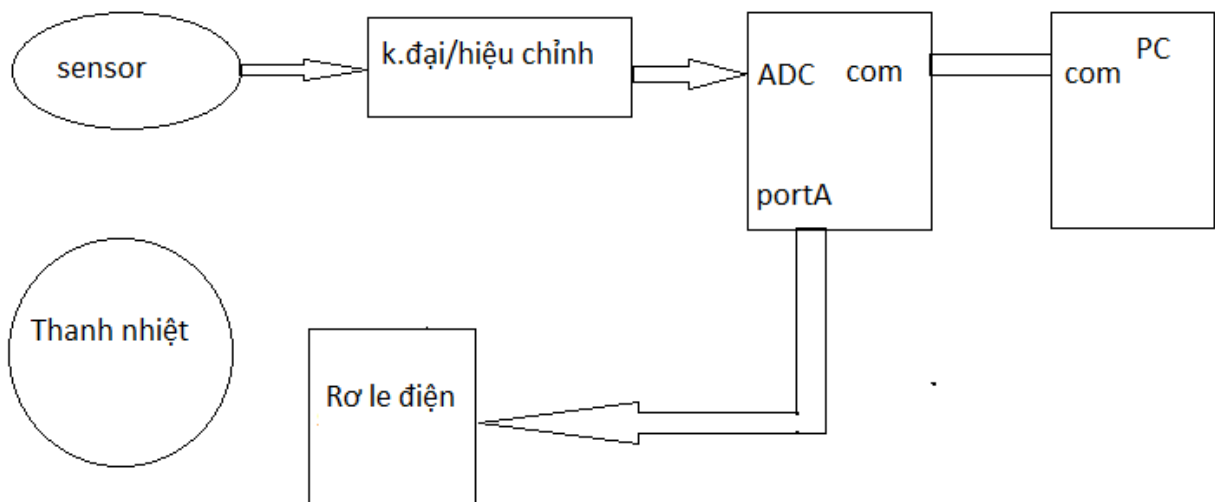 sensor
k.đại/hiệu chỉnh
ADC
com
com
PC
portA
Thanh nhiệt
Rơ le điện